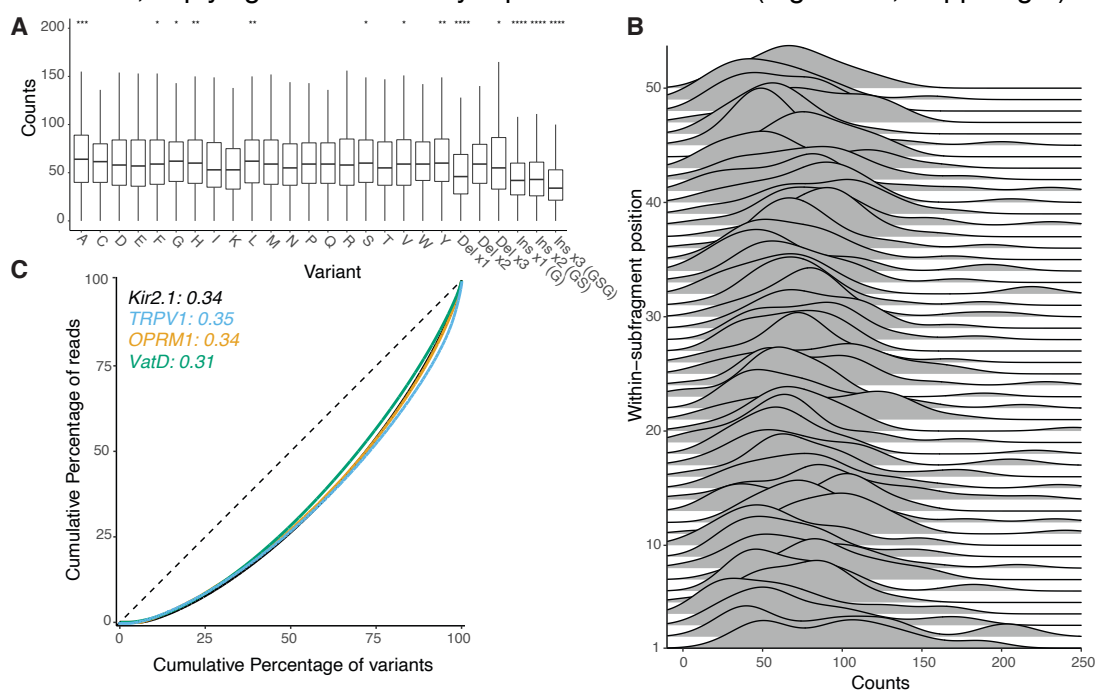 A
Counts
200
150
100
50
0
*** * * ** ** * * ** **** * **** **** ****
A C D E F G H I K L M N P Q R S T V W Y Del x1 Del x2 Del x3 Ins x1 (G) Ins x2 (GS) Ins x3 (GSG)
Variant
B
Within−subfragment position
50
40
30
20
10
1
0 50 100 150 200 250
Counts
C
Cumulative Percentage of reads
100
75
50
25
0
Kir2.1: 0.34
TRPV1: 0.35
OPRM1: 0.34
VatD: 0.31
0 25 50 75 100
Cumulative Percentage of variants